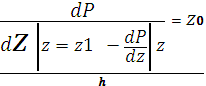 dP
dZ |z = z1 − dP/dz | z = Z0
h